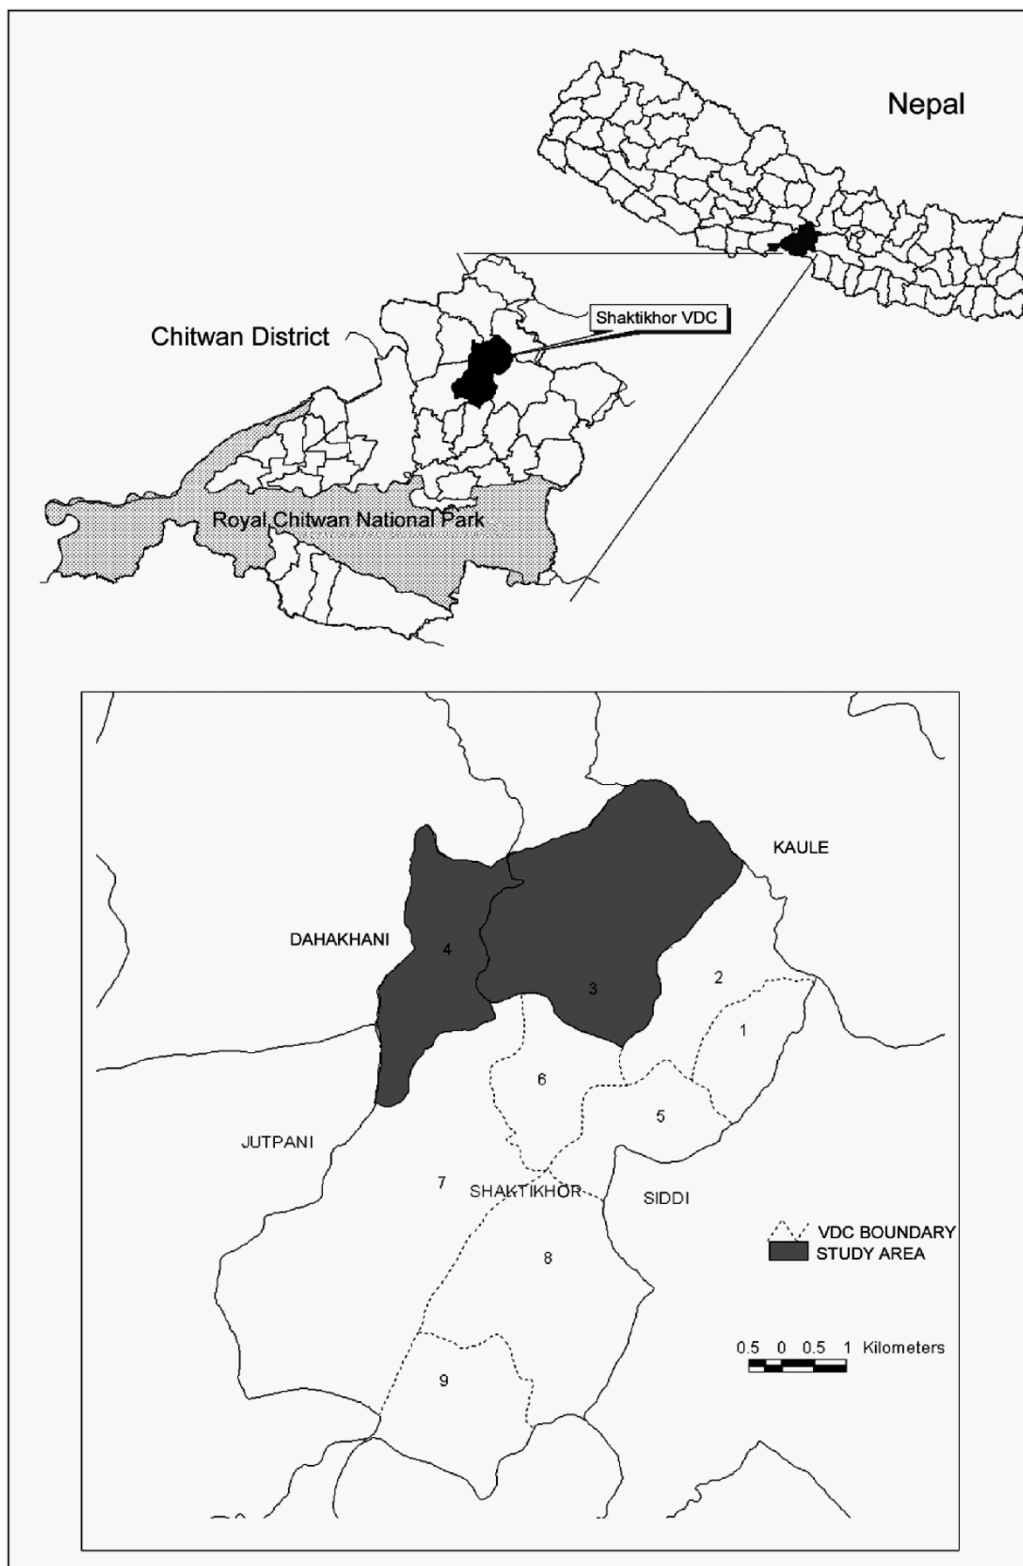 Nepal
Shaktikhor VDC
Chitwan District
Royal Chitwan National Park
KAULE
DAHAKHANI
4
2
3
1
6
5
JUTPANI
7
SHAKTIKHOR
SIDDI
VDC BOUNDARY
STUDY AREA
8
0.5 0 0.5 1 Kilometers
9